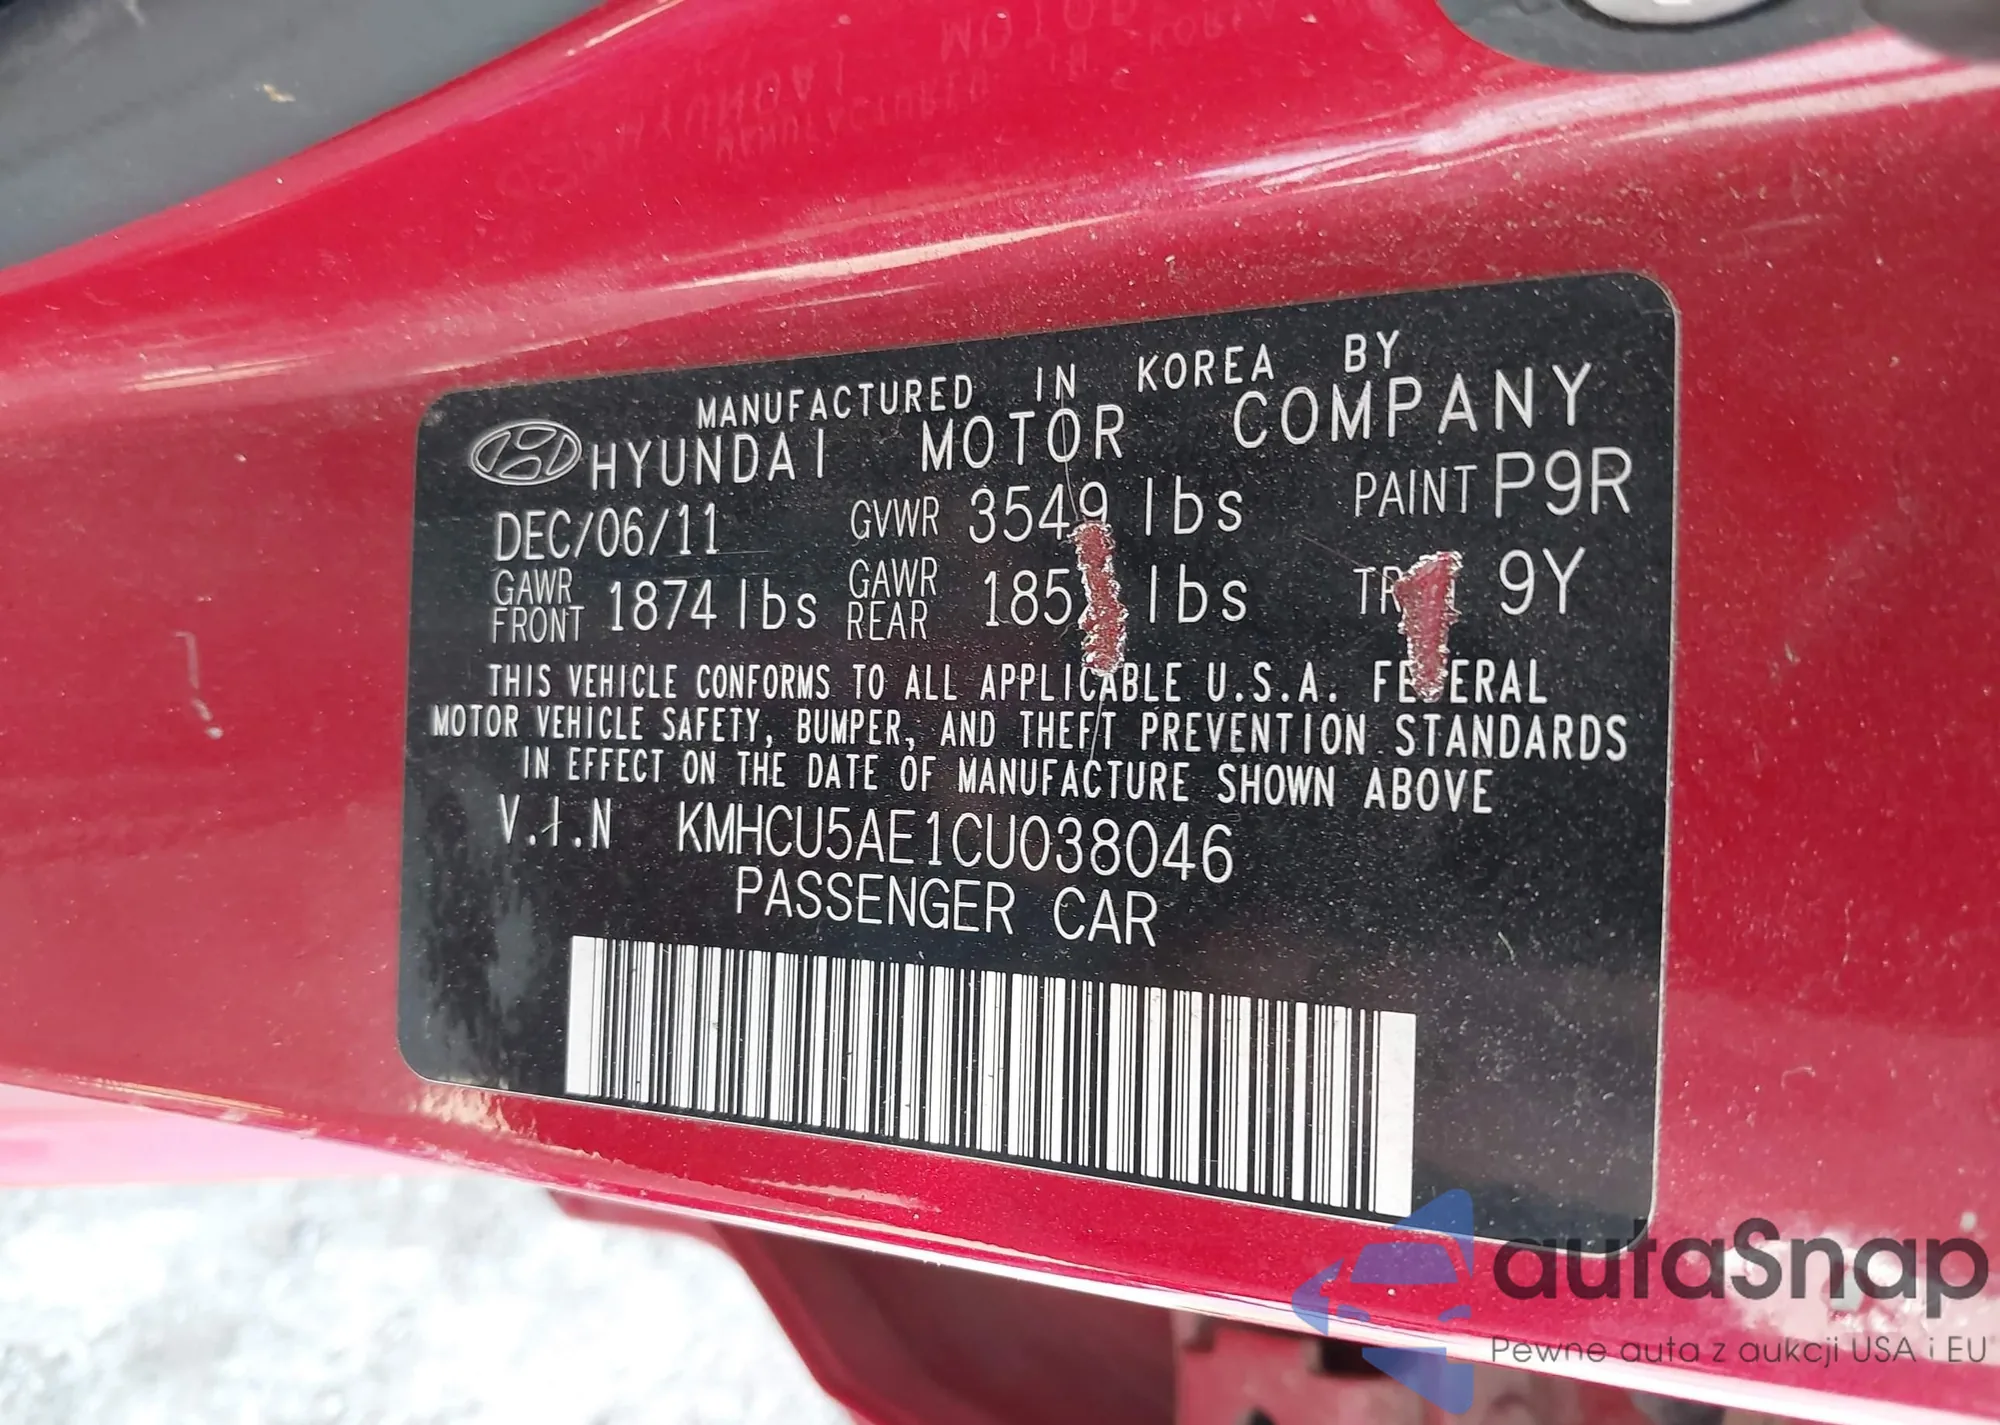 MANUFACTURED IN KOREA BY
HYUNDAI MOTOR COMPANY
DEC/06/11 GVWR 3549 lbs PAINT P9R
GAWR FRONT 1874 lbs GAWR REAR lbs 9Y
THIS VEHICLE CONFORMS TO ALL APPLICABLE U.S.A. FEDERAL
MOTOR VEHICLE SAFETY, BUMPER, AND THEFT PREVENTION STANDARDS
IN EFFECT ON THE DATE OF MANUFACTURE SHOWN ABOVE
V.I.N KMHCU5AE1CU038046
PASSENGER CAR
autaSnap
Pewne auta z aukcji USA i EU